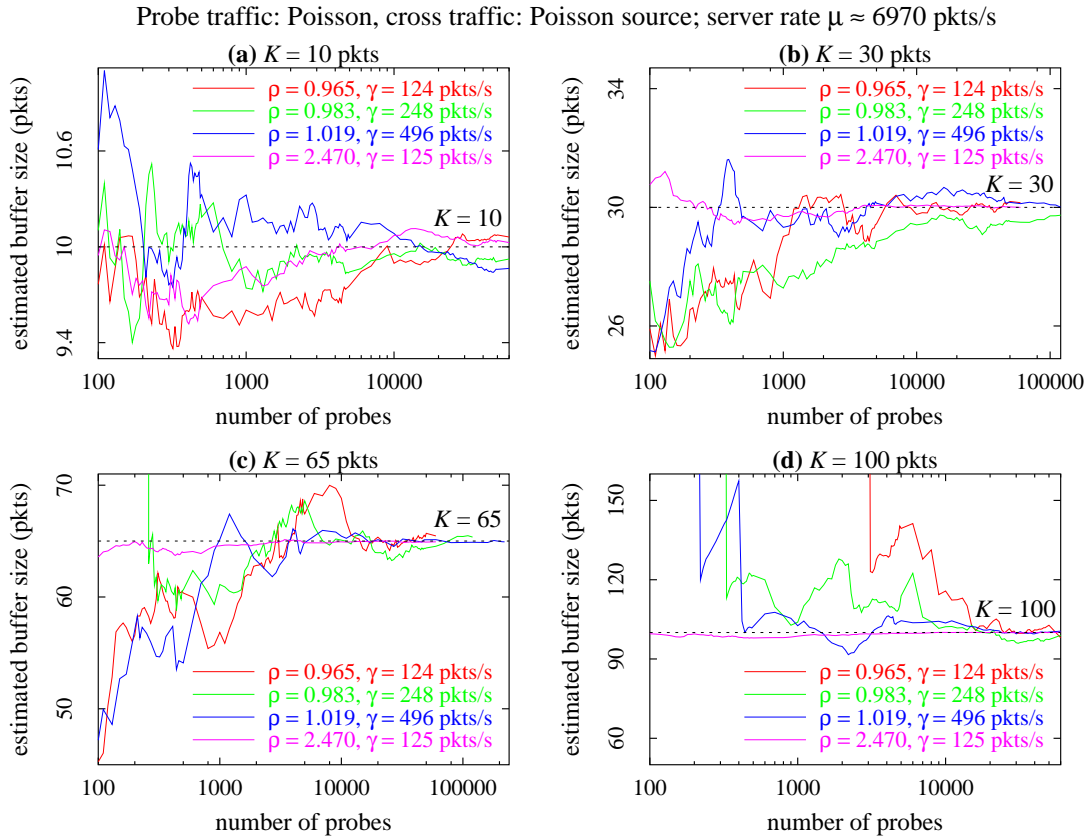 Probe traffic: Poisson, cross traffic: Poisson source; server rate μ ≈ 6970 pkts/s
(a) K = 10 pkts
estimated buffer size (pkts)
10.6
10
9.4
ρ = 0.965, γ = 124 pkts/s
ρ = 0.983, γ = 248 pkts/s
ρ = 1.019, γ = 496 pkts/s
ρ = 2.470, γ = 125 pkts/s
K = 10
100 1000 10000
number of probes
(b) K = 30 pkts
estimated buffer size (pkts)
34
30
26
ρ = 0.965, γ = 124 pkts/s
ρ = 0.983, γ = 248 pkts/s
ρ = 1.019, γ = 496 pkts/s
ρ = 2.470, γ = 125 pkts/s
K = 30
100 1000 10000 100000
number of probes
(c) K = 65 pkts
estimated buffer size (pkts)
70
60
50
K = 65
ρ = 0.965, γ = 124 pkts/s
ρ = 0.983, γ = 248 pkts/s
ρ = 1.019, γ = 496 pkts/s
ρ = 2.470, γ = 125 pkts/s
100 1000 10000 100000
number of probes
(d) K = 100 pkts
estimated buffer size (pkts)
150
120
90
60
K = 100
ρ = 0.965, γ = 124 pkts/s
ρ = 0.983, γ = 248 pkts/s
ρ = 1.019, γ = 496 pkts/s
ρ = 2.470, γ = 125 pkts/s
100 1000 10000
number of probes